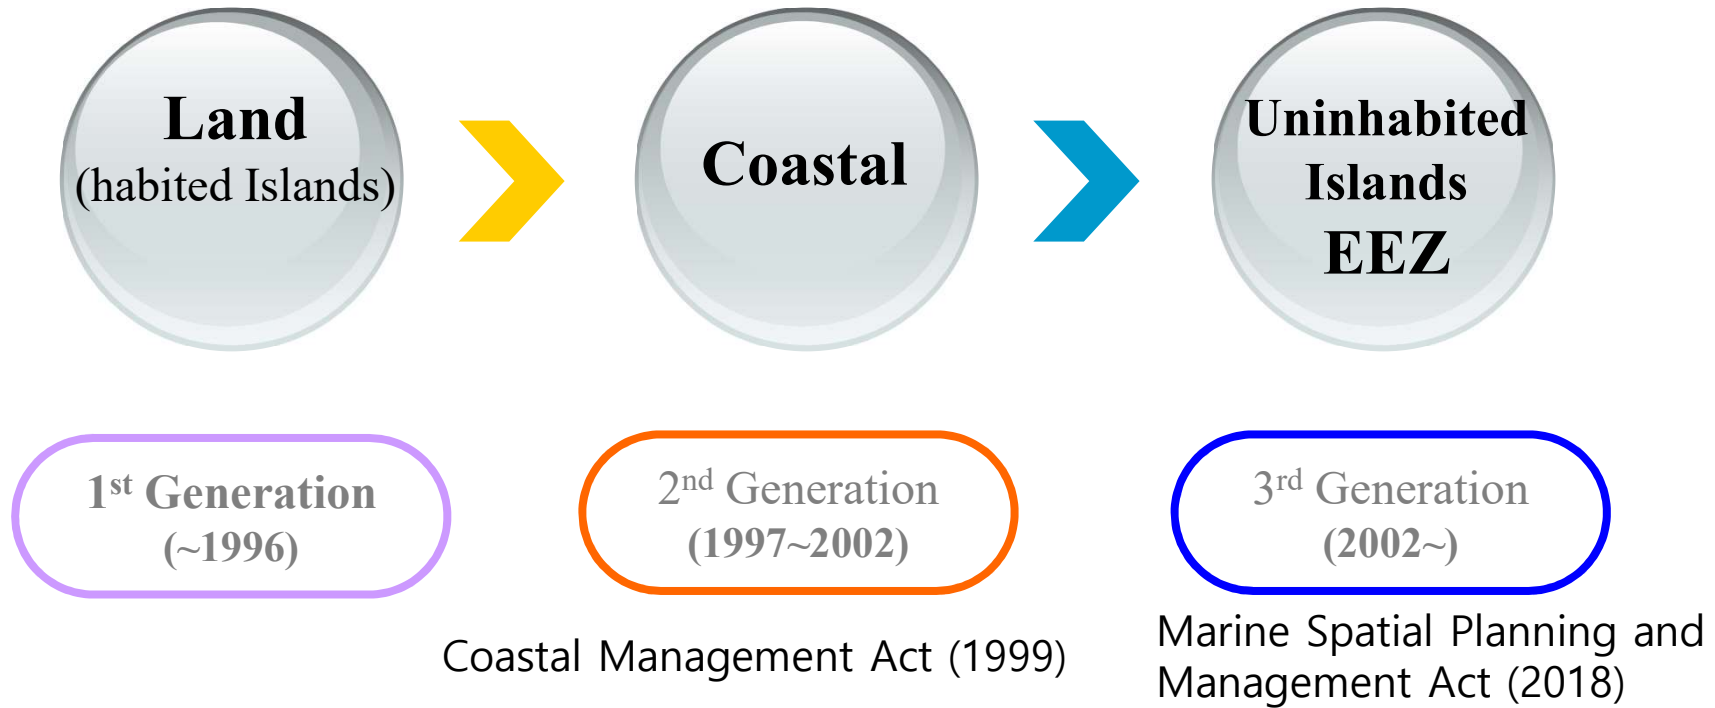 Land
(habited Islands)
Coastal
Uninhabited
Islands
EEZ
1st Generation
(~1996)
2nd Generation
(1997~2002)
3rd Generation
(2002~)
Coastal Management Act (1999)
Marine Spatial Planning and
Management Act (2018)